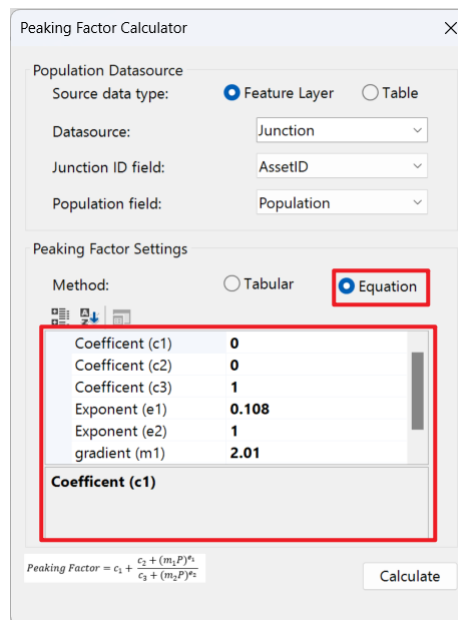 Peaking Factor Calculator
Population Datasource
Source data type: Feature Layer Table
Datasource: Junction
Junction ID field: AssetID
Population field: Population
Peaking Factor Settings
Method: Tabular Equation
Coefficent (c1) 0
Coefficent (c2) 0
Coefficent (c3) 1
Exponent (e1) 0.108
Exponent (e2) 1
gradient (m1) 2.01
Coefficent (c1)
Peaking Factor = c₁ + (c₂ + (m₁P)^e₁) / (c₃ + (m₂P)^e₂)
Calculate